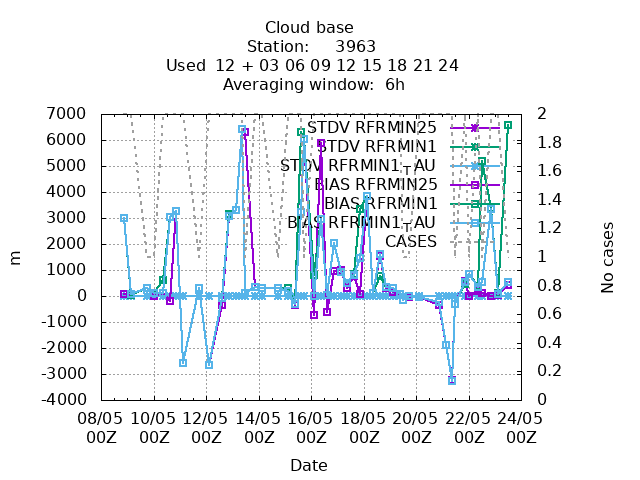 Cloud base
Station: 3963
Used 12 + 03 06 09 12 15 18 21 24
Averaging window: 6h
7000
6000
5000
4000
3000
2000
1000
0
-1000
-2000
-3000
-4000
m
2
1.8
1.6
1.4
1.2
1
0.8
0.6
0.4
0.2
0
No cases
STDV RFRMIN25
STDV RFRMIN1
STDV RFRMIN1_AU
BIAS RFRMIN25
BIAS RFRMIN1
BIAS RFRMIN1_AU
CASES
08/05 10/05 12/05 14/05 16/05 18/05 20/05 22/05 24/05
00Z 00Z 00Z 00Z 00Z 00Z 00Z 00Z 00Z
Date